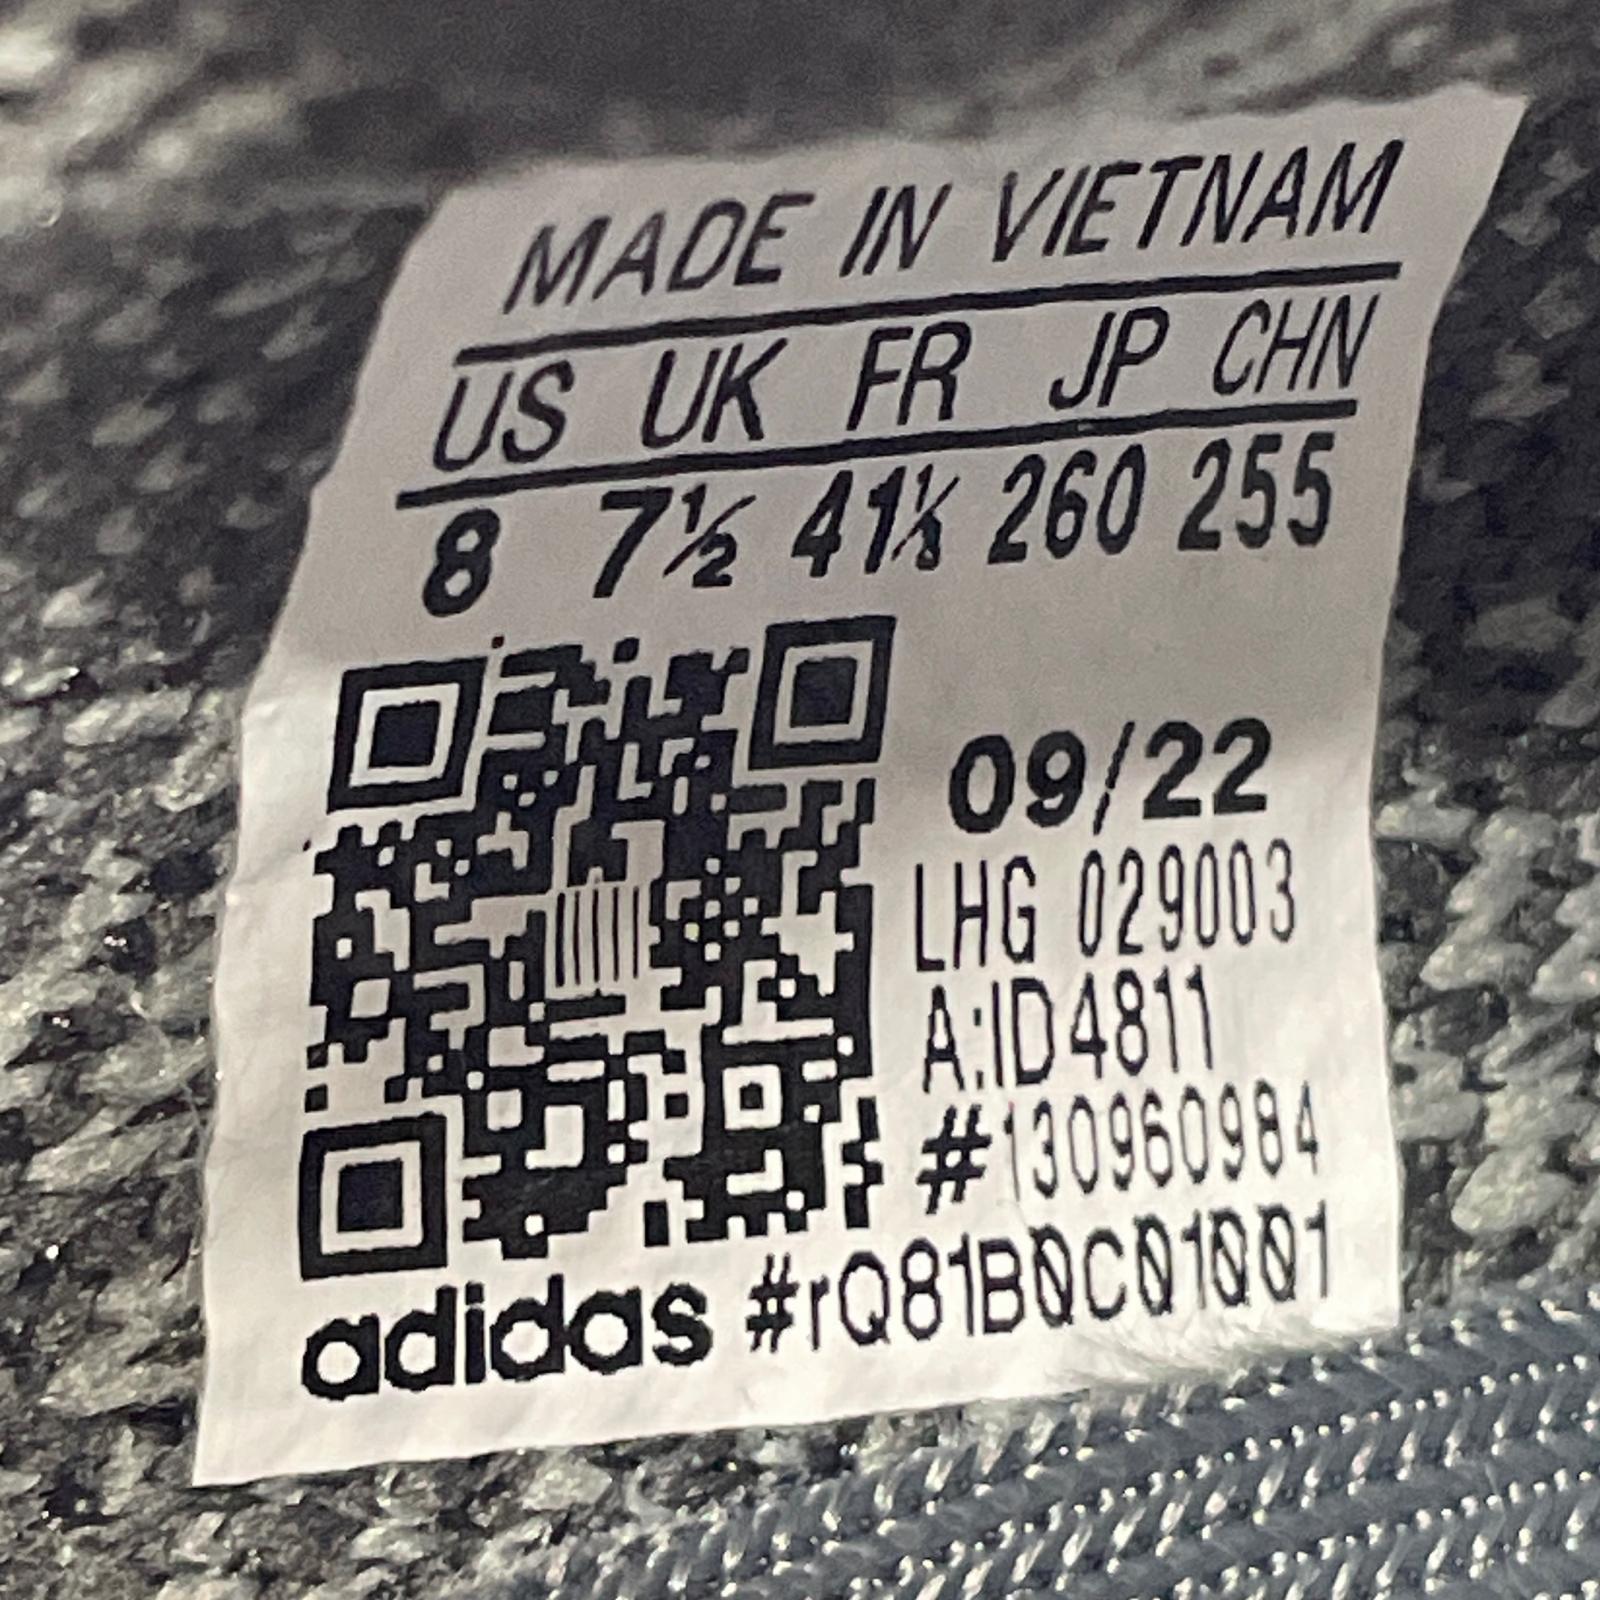 MADE IN VIETNAM
US UK FR JP CHN
8 7½ 41⅓ 260 255
09/22
LHG 029003
A:ID4811
#130960984
adidas #rQ81B0C01001